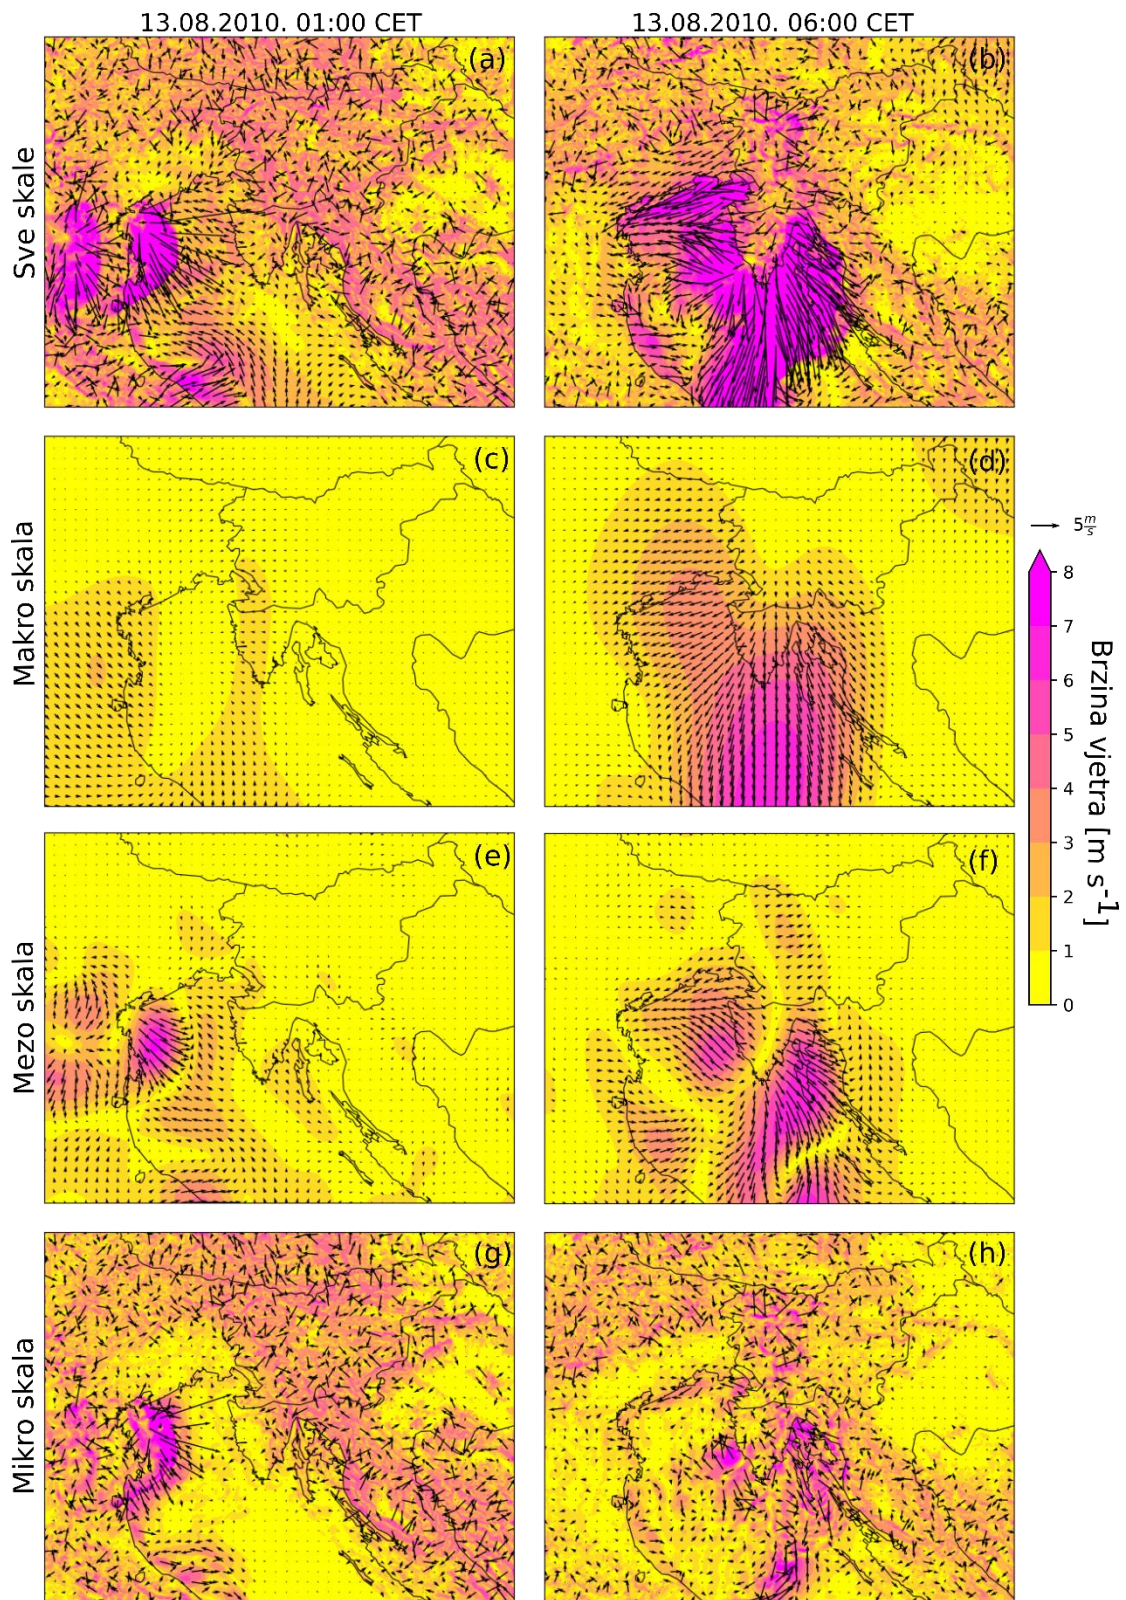 13.08.2010. 01:00 CET
13.08.2010. 06:00 CET
Sve skale
(a)
(b)
Makro skala
(c)
(d)
5 m/s
8
7
6
5
4
3
2
1
0
Brzina vjetra [m s-1]
Mezo skala
(e)
(f)
Mikro skala
(g)
(h)